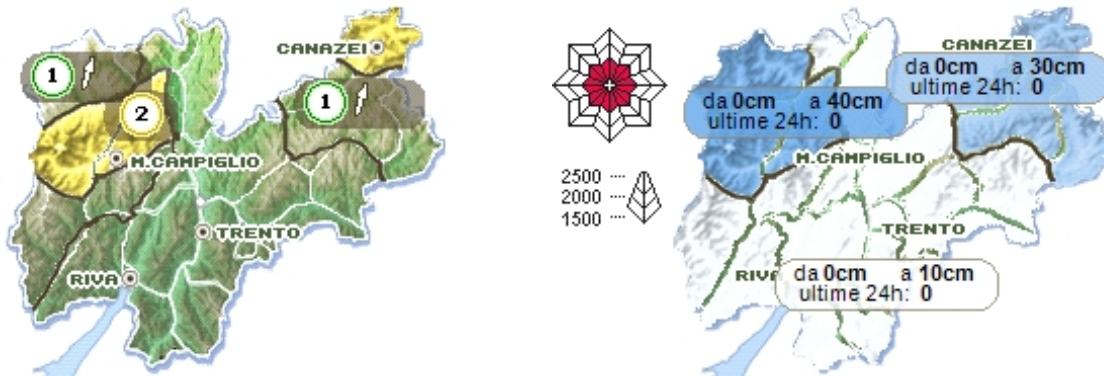 CANAZEI
1
2
1
M.CAMPIGLIO
TRENTO
RIVA
2500
2000
1500
CANAZEI
da 0cm a 30cm
ultime 24h: 0
da 0cm a 40cm
ultime 24h: 0
M.CAMPIGLIO
TRENTO
RIVA
da 0cm a 10cm
ultime 24h: 0